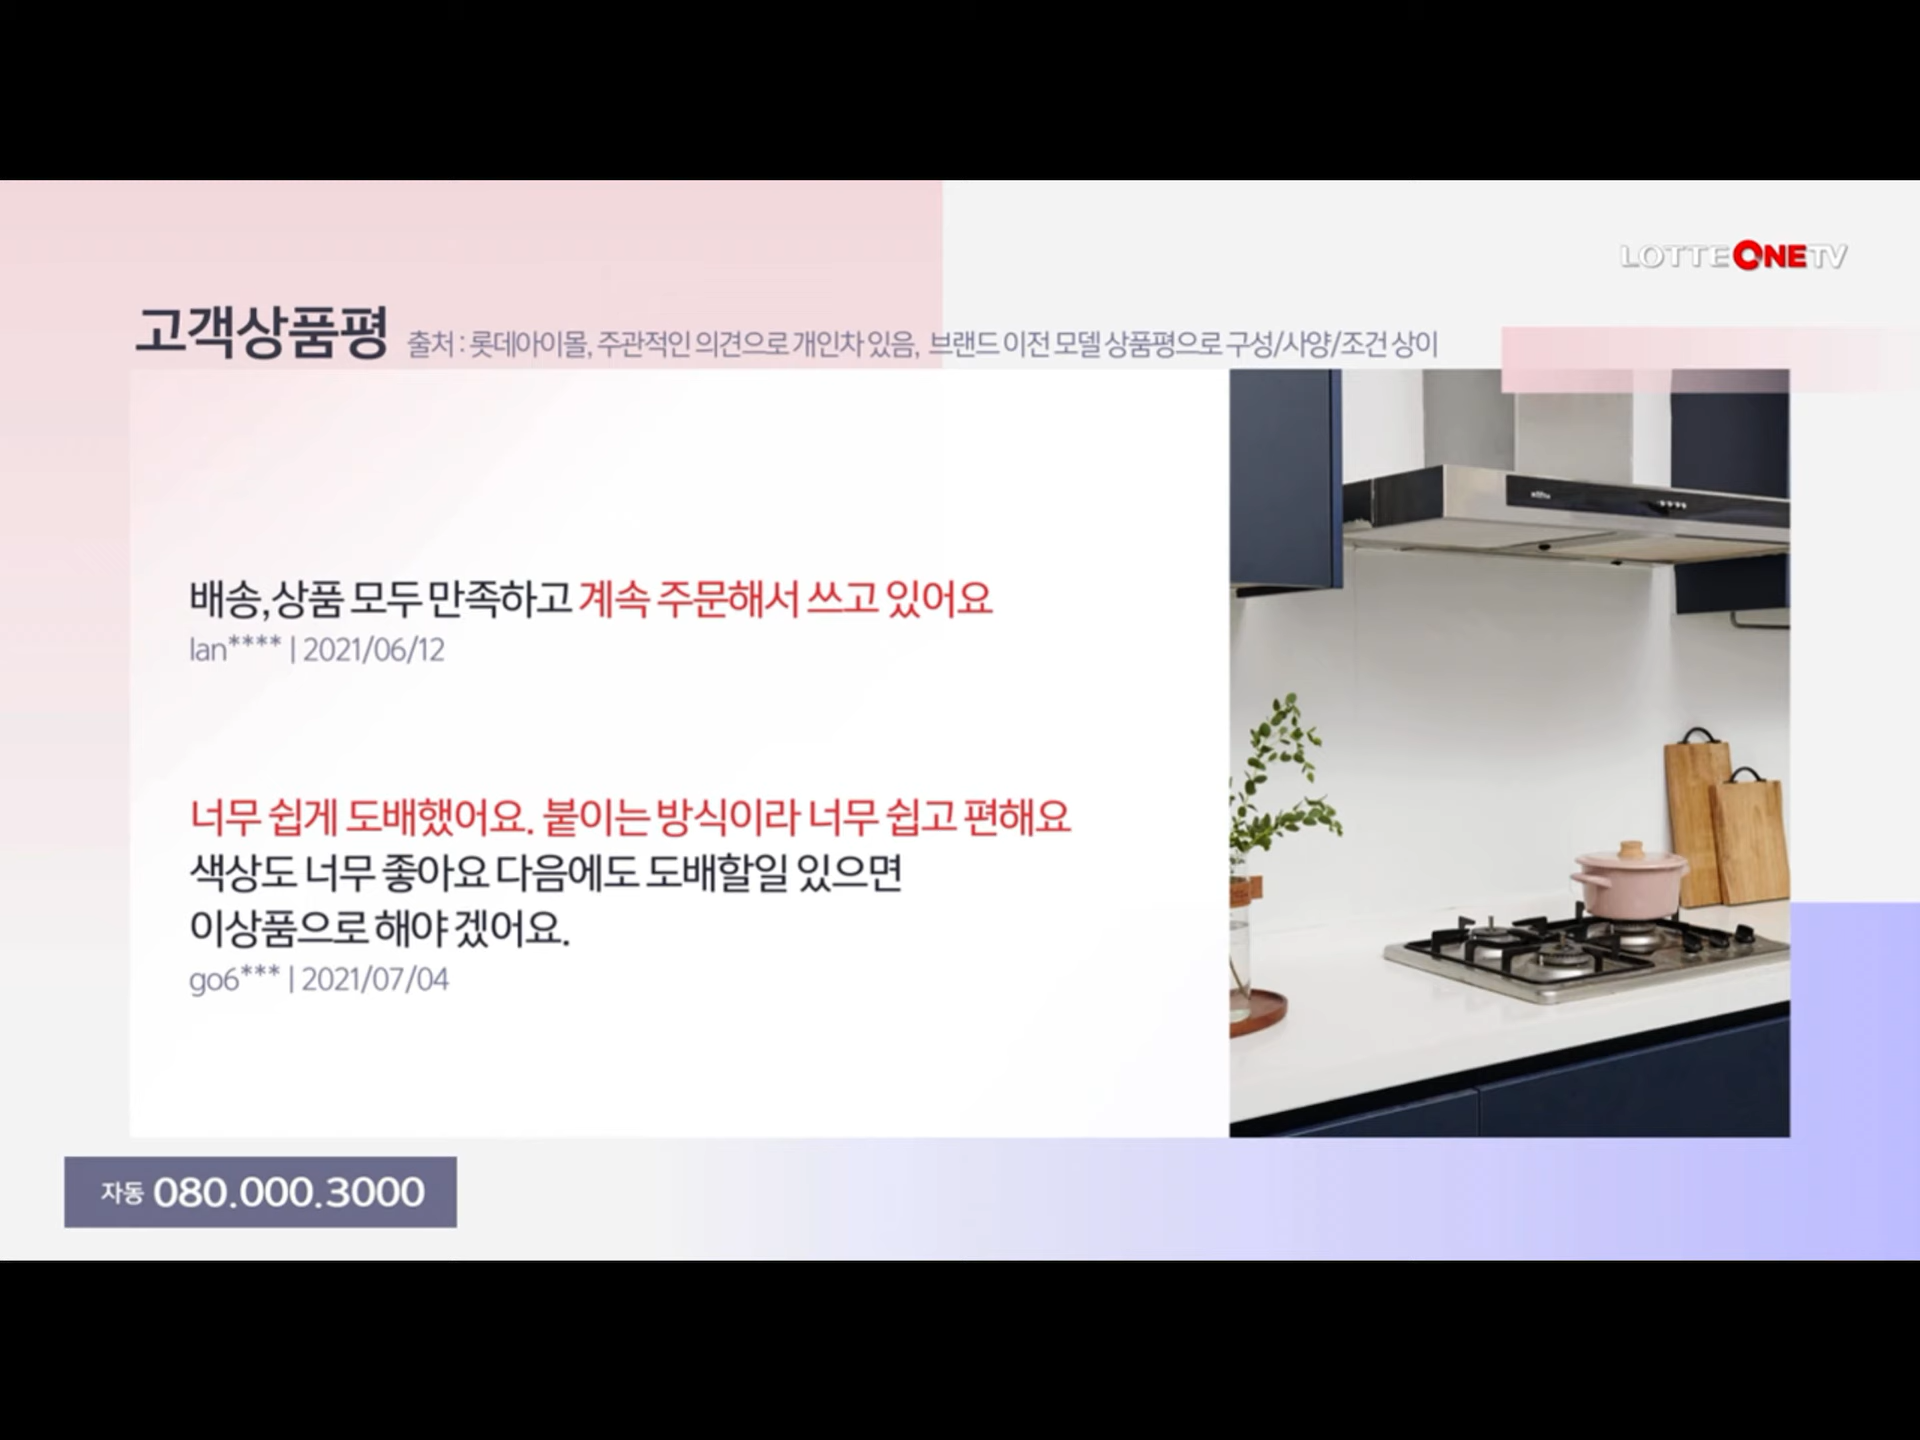 LOTTE ONE TV
고객상품평 출처 : 롯데아이몰, 주관적인 의견으로 개인차 있음, 브랜드 이전 모델 상품평으로 구성/사양/조건 상이
배송,상품 모두 만족하고 계속 주문해서 쓰고 있어요
lan**** | 2021/06/12
너무 쉽게 도배했어요. 붙이는 방식이라 너무 쉽고 편해요
색상도 너무 좋아요 다음에도 도배할일 있으면
이상품으로 해야 겠어요.
go6*** | 2021/07/04
자동 080.000.3000